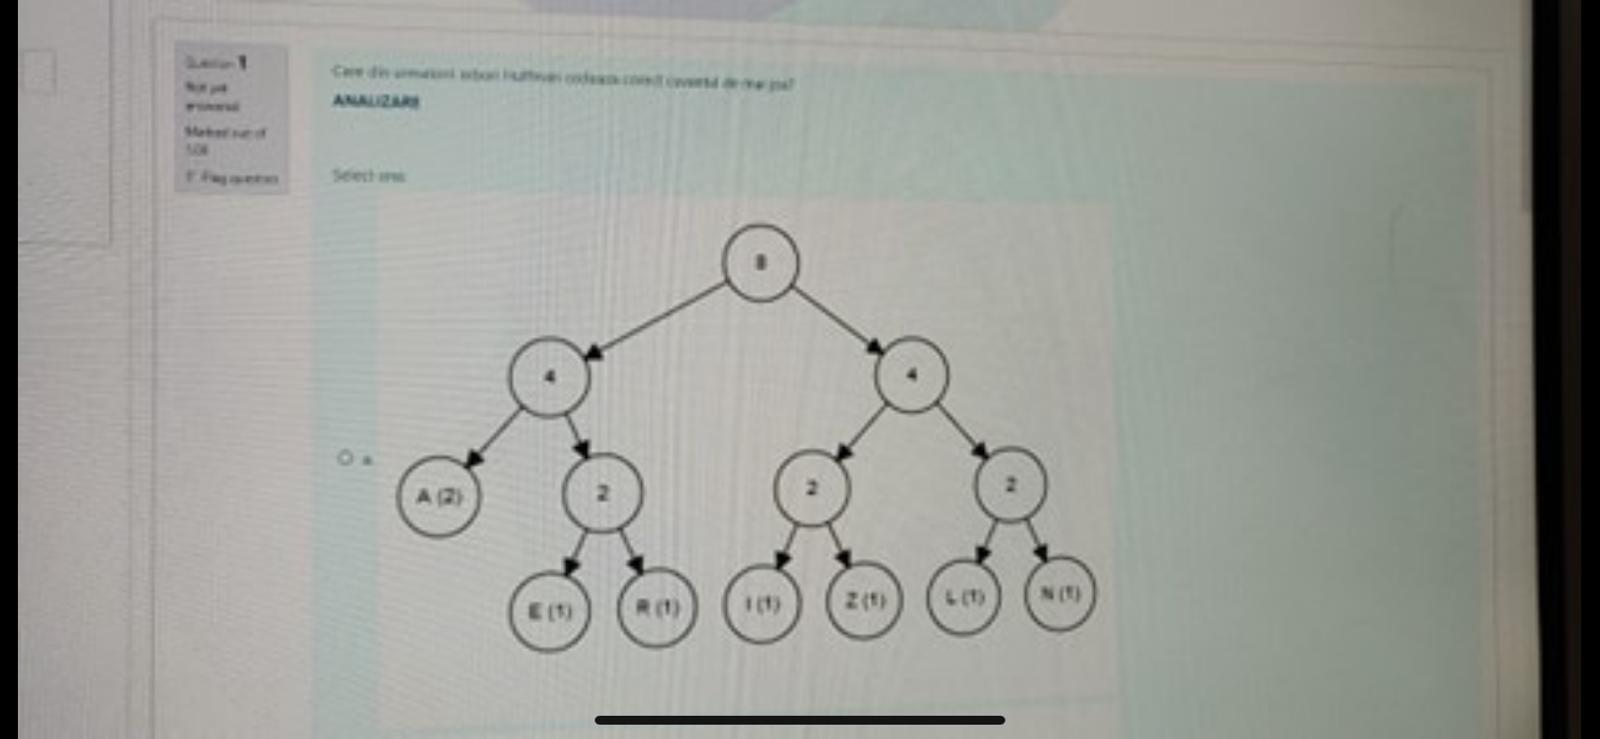 Question 1
Not yet
answered
Marked out of
1.00
Flag question
Care din urmatorii arbori Huffman codeaza corect cuvantul de mai jos?
ANALIZARE
Select one:
8
4
4
a.
A (2)
2
2
2
E (1)
R (1)
I (1)
Z (1)
L (1)
N (1)